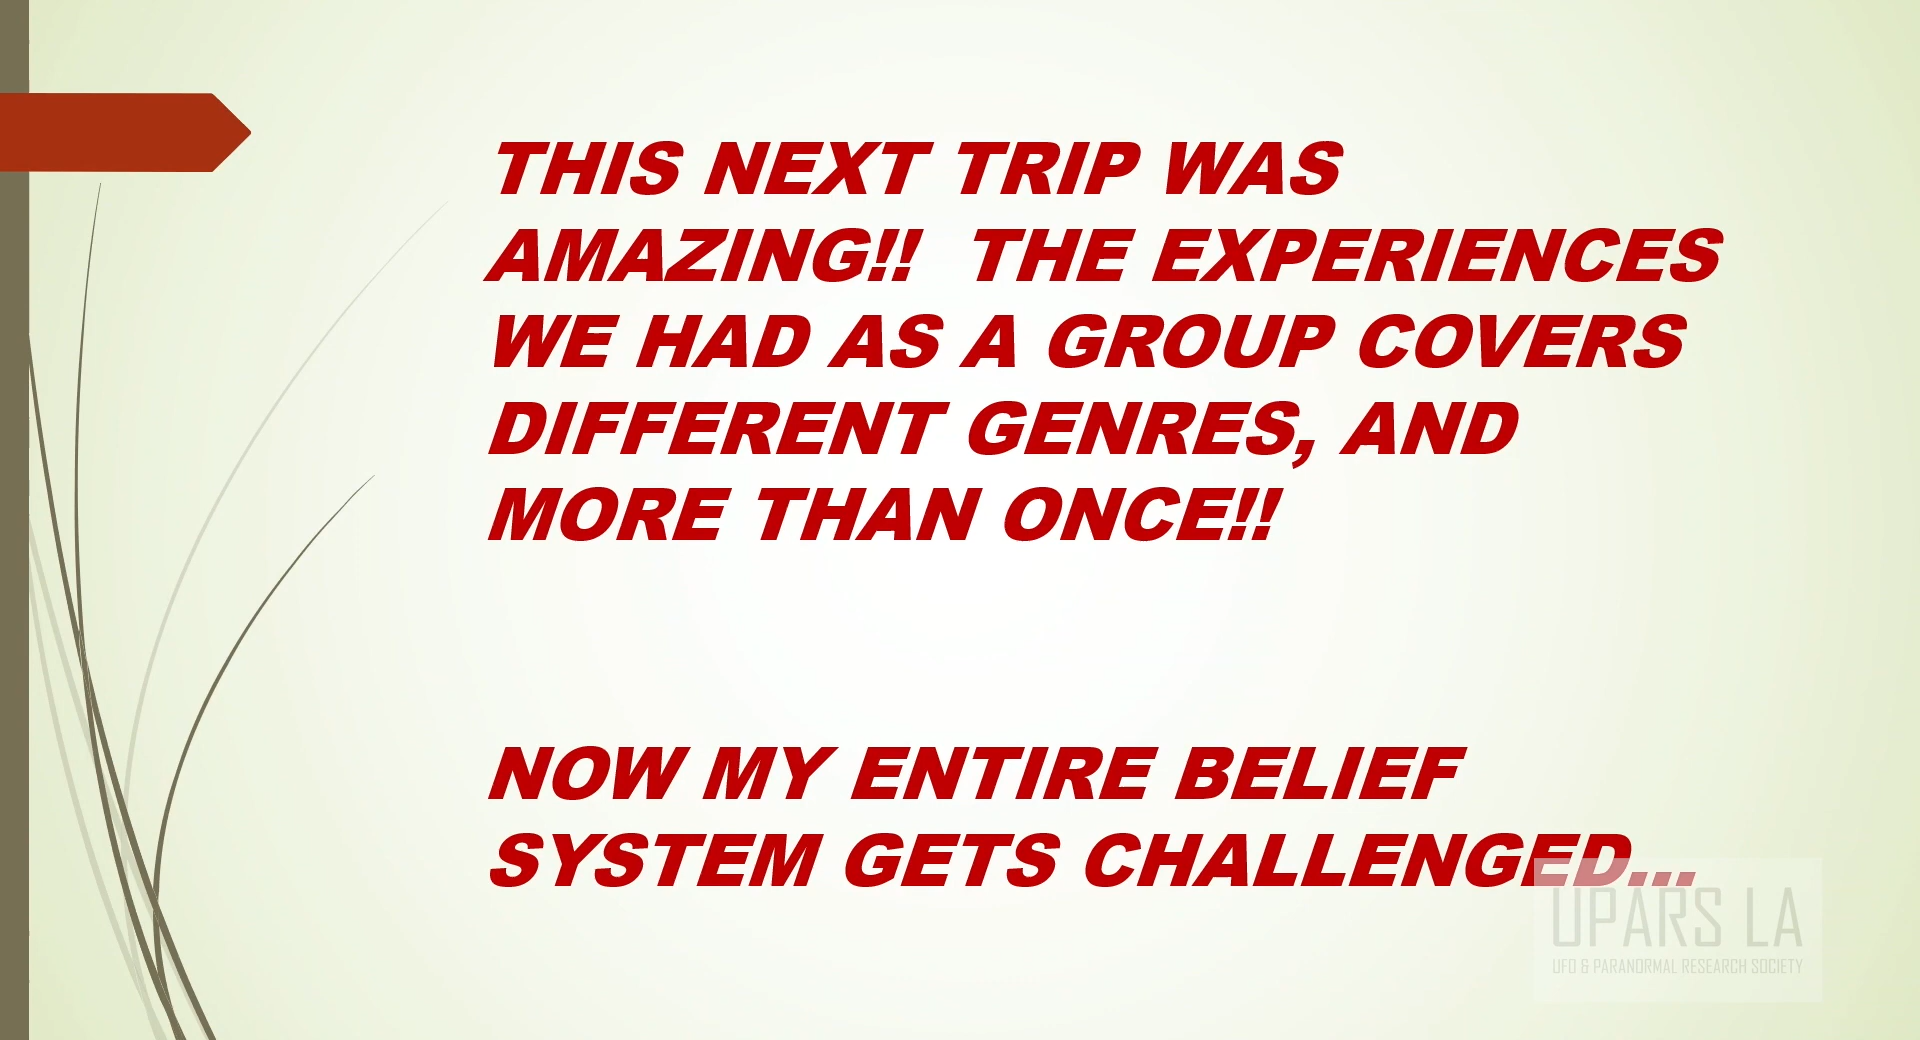 THIS NEXT TRIP WAS
AMAZING!!  THE EXPERIENCES
WE HAD AS A GROUP COVERS
DIFFERENT GENRES, AND
MORE THAN ONCE!!
NOW MY ENTIRE BELIEF
SYSTEM GETS CHALLENGED...
UPARS LA
UFO & PARANORMAL RESEARCH SOCIETY